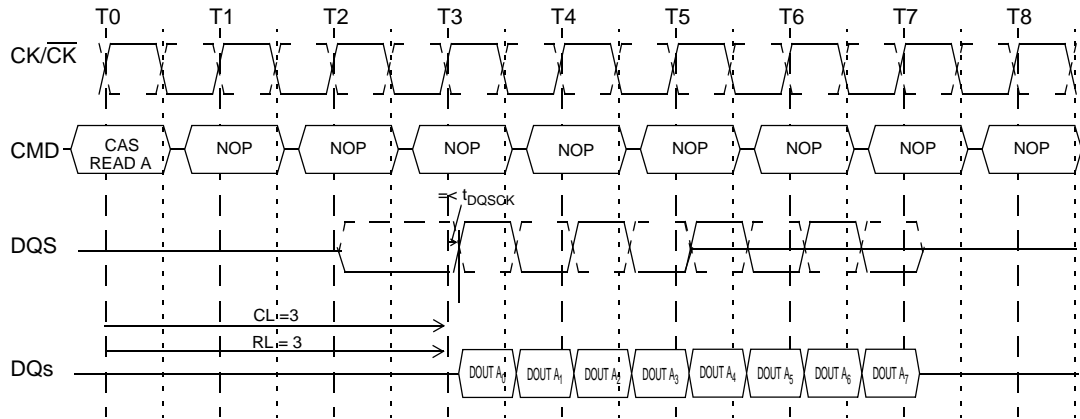 T0 T1 T2 T3 T4 T5 T6 T7 T8
CK/C̅K̅
CMD
CAS READ A NOP NOP NOP NOP NOP NOP NOP NOP
=< tDQSCK
DQS
CL =3
RL = 3
DQs
DOUT A0 DOUT A1 DOUT A2 DOUT A3 DOUT A4 DOUT A5 DOUT A6 DOUT A7